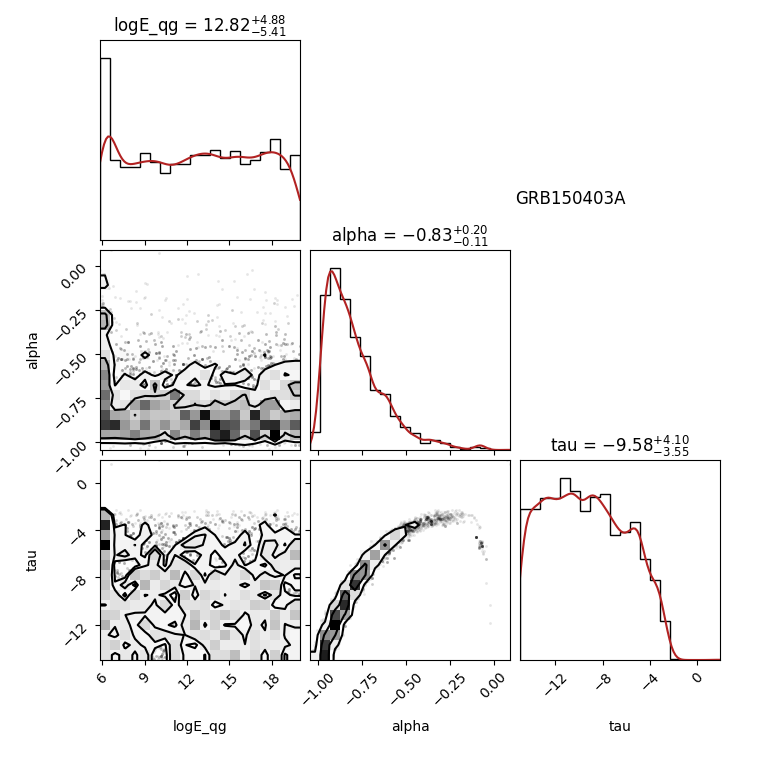 logE_qg = 12.82+4.88−5.41
GRB150403A
alpha = −0.83+0.20−0.11
0.00
−0.25
−0.50
−0.75
−1.00
alpha
tau = −9.58+4.10−3.55
0
−4
−8
−12
tau
6 9 12 15 18
−1.00 −0.75 −0.50 −0.25 0.00
−12 −8 −4 0
logE_qg alpha tau